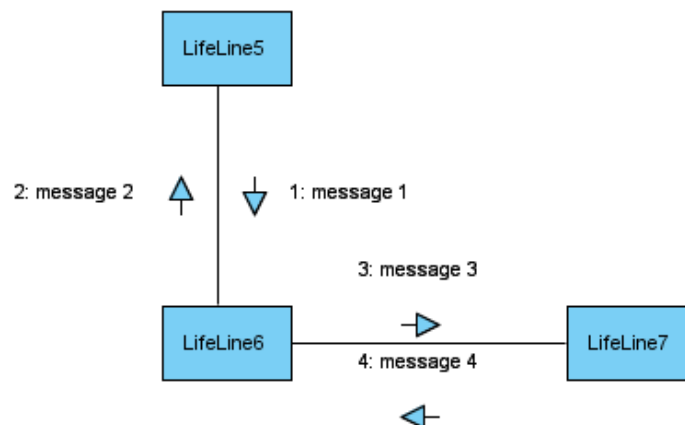 LifeLine5
2: message 2
1: message 1
3: message 3
LifeLine6
LifeLine7
4: message 4